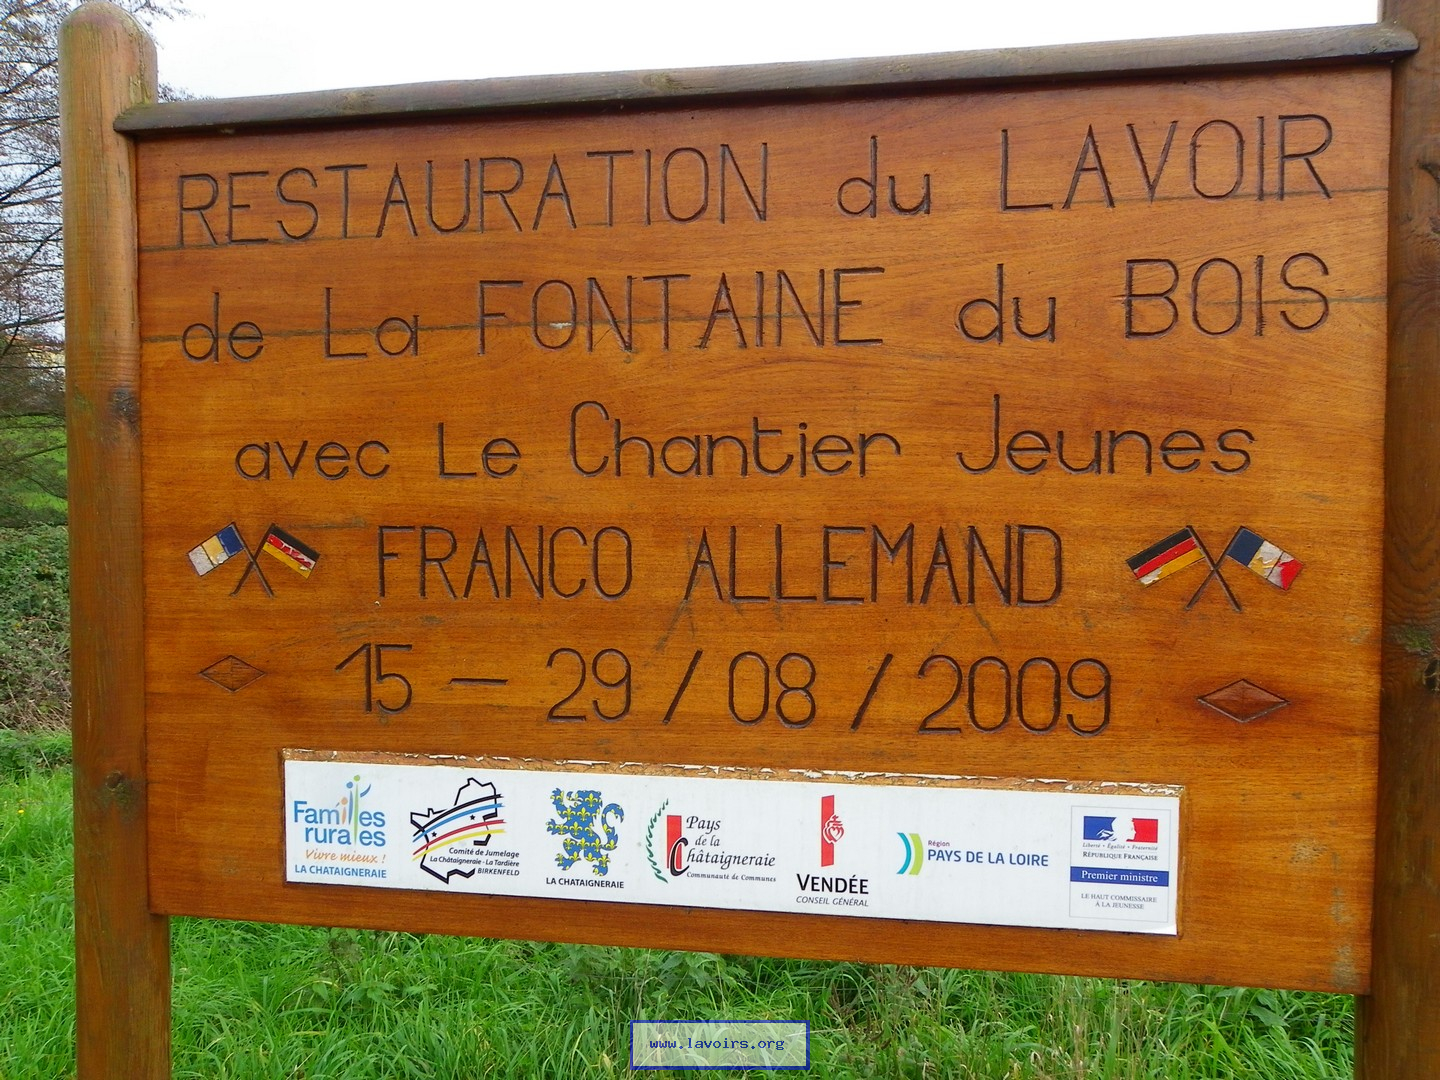 RESTAURATION du LAVOIR
de La FONTAINE du BOIS
avec Le Chantier Jeunes
FRANCO ALLEMAND
15 - 29 / 08 / 2009
Familles
rurales
Vivre mieux !
LA CHATAIGNERAIE
Comité de Jumelage
La Châtaigneraie - La Tardière
BIRKENFELD
LA CHATAIGNERAIE
Pays
de la
Châtaigneraie
Communauté de Communes
VENDÉE
CONSEIL GÉNÉRAL
Région
PAYS DE LA LOIRE
Liberté • Égalité • Fraternité
RÉPUBLIQUE FRANÇAISE
Premier ministre
LE HAUT COMMISSAIRE
À LA JEUNESSE
www.lavoirs.org